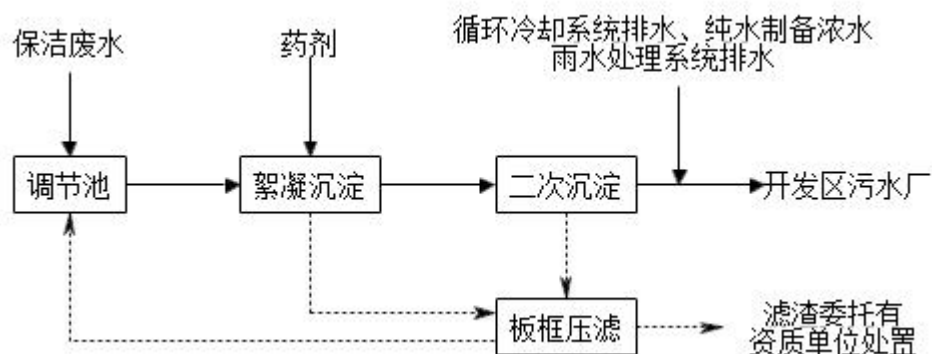 保洁废水
药剂
循环冷却系统排水、纯水制备浓水
雨水处理系统排水
调节池
絮凝沉淀
二次沉淀
开发区污水厂
板框压滤
滤渣委托有
资质单位处置